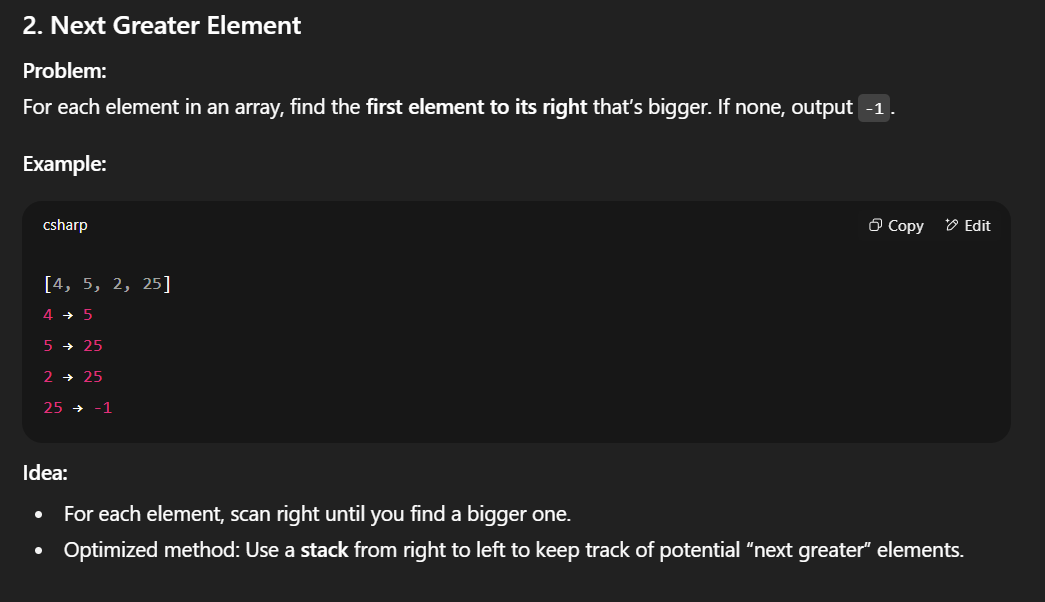 2. Next Greater Element
Problem:
For each element in an array, find the first element to its right that’s bigger. If none, output -1.
Example:
csharp
Copy
Edit
[4, 5, 2, 25]
4 → 5
5 → 25
2 → 25
25 → -1
Idea:
• For each element, scan right until you find a bigger one.
• Optimized method: Use a stack from right to left to keep track of potential “next greater” elements.